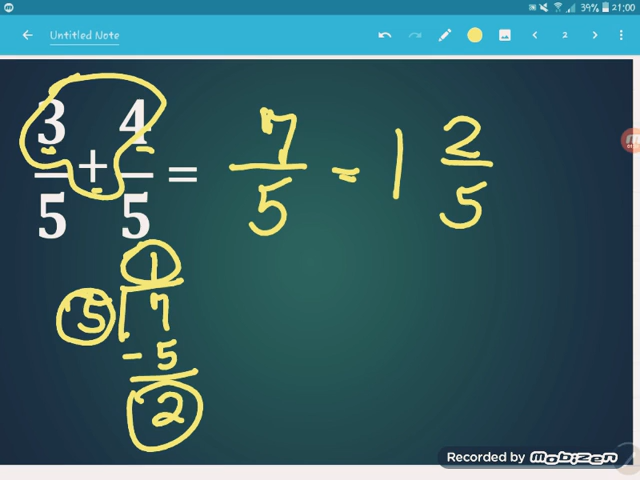 39% 21:00
Untitled Note
2
3/5 + 4/5 = 7/5 = 1 2/5
1
5 7
- 5
2
Recorded by Mobizen